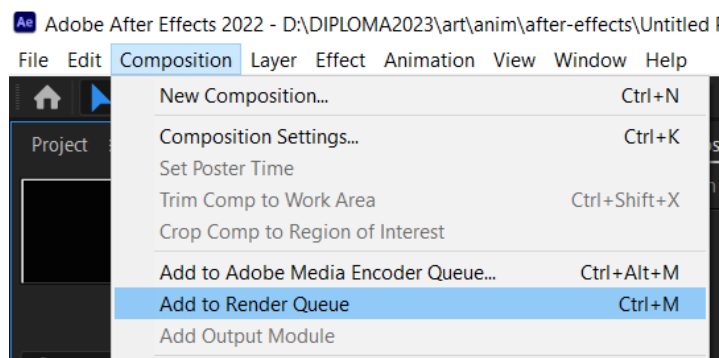 Ae Adobe After Effects 2022 - D:\DIPLOMA2023\art\anim\after-effects\Untitled
File Edit Composition Layer Effect Animation View Window Help
New Composition... Ctrl+N
Project Composition Settings... Ctrl+K
Set Poster Time
Trim Comp to Work Area Ctrl+Shift+X
Crop Comp to Region of Interest
Add to Adobe Media Encoder Queue... Ctrl+Alt+M
Add to Render Queue Ctrl+M
Add Output Module